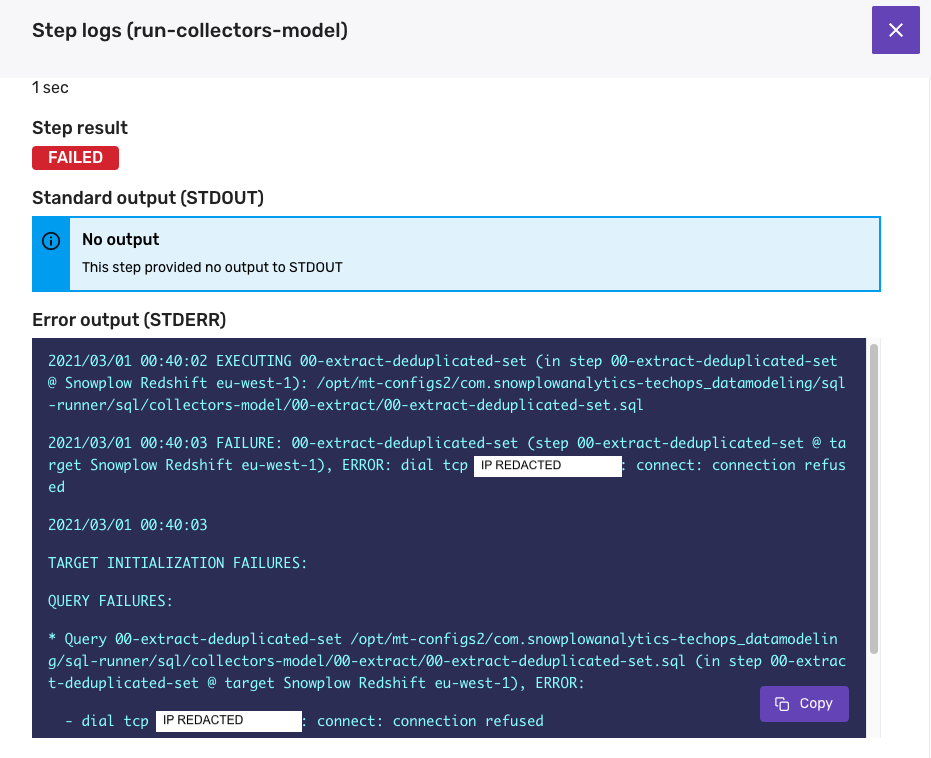 Step logs (run-collectors-model)
1 sec
Step result
FAILED
Standard output (STDOUT)
No output
This step provided no output to STDOUT
Error output (STDERR)
2021/03/01 00:40:02 EXECUTING 00-extract-deduplicated-set (in step 00-extract-deduplicated-set
@ Snowplow Redshift eu-west-1): /opt/mt-configs2/com.snowplowanalytics-techops_datamodeling/sql
-runner/sql/collectors-model/00-extract/00-extract-deduplicated-set.sql
2021/03/01 00:40:03 FAILURE: 00-extract-deduplicated-set (step 00-extract-deduplicated-set @ ta
rget Snowplow Redshift eu-west-1), ERROR: dial tcp IP REDACTED: connect: connection refus
ed
2021/03/01 00:40:03
TARGET INITIALIZATION FAILURES:
QUERY FAILURES:
* Query 00-extract-deduplicated-set /opt/mt-configs2/com.snowplowanalytics-techops_datamodelin
g/sql-runner/sql/collectors-model/00-extract/00-extract-deduplicated-set.sql (in step 00-extrac
t-deduplicated-set @ target Snowplow Redshift eu-west-1), ERROR:
- dial tcp IP REDACTED: connect: connection refused
Copy